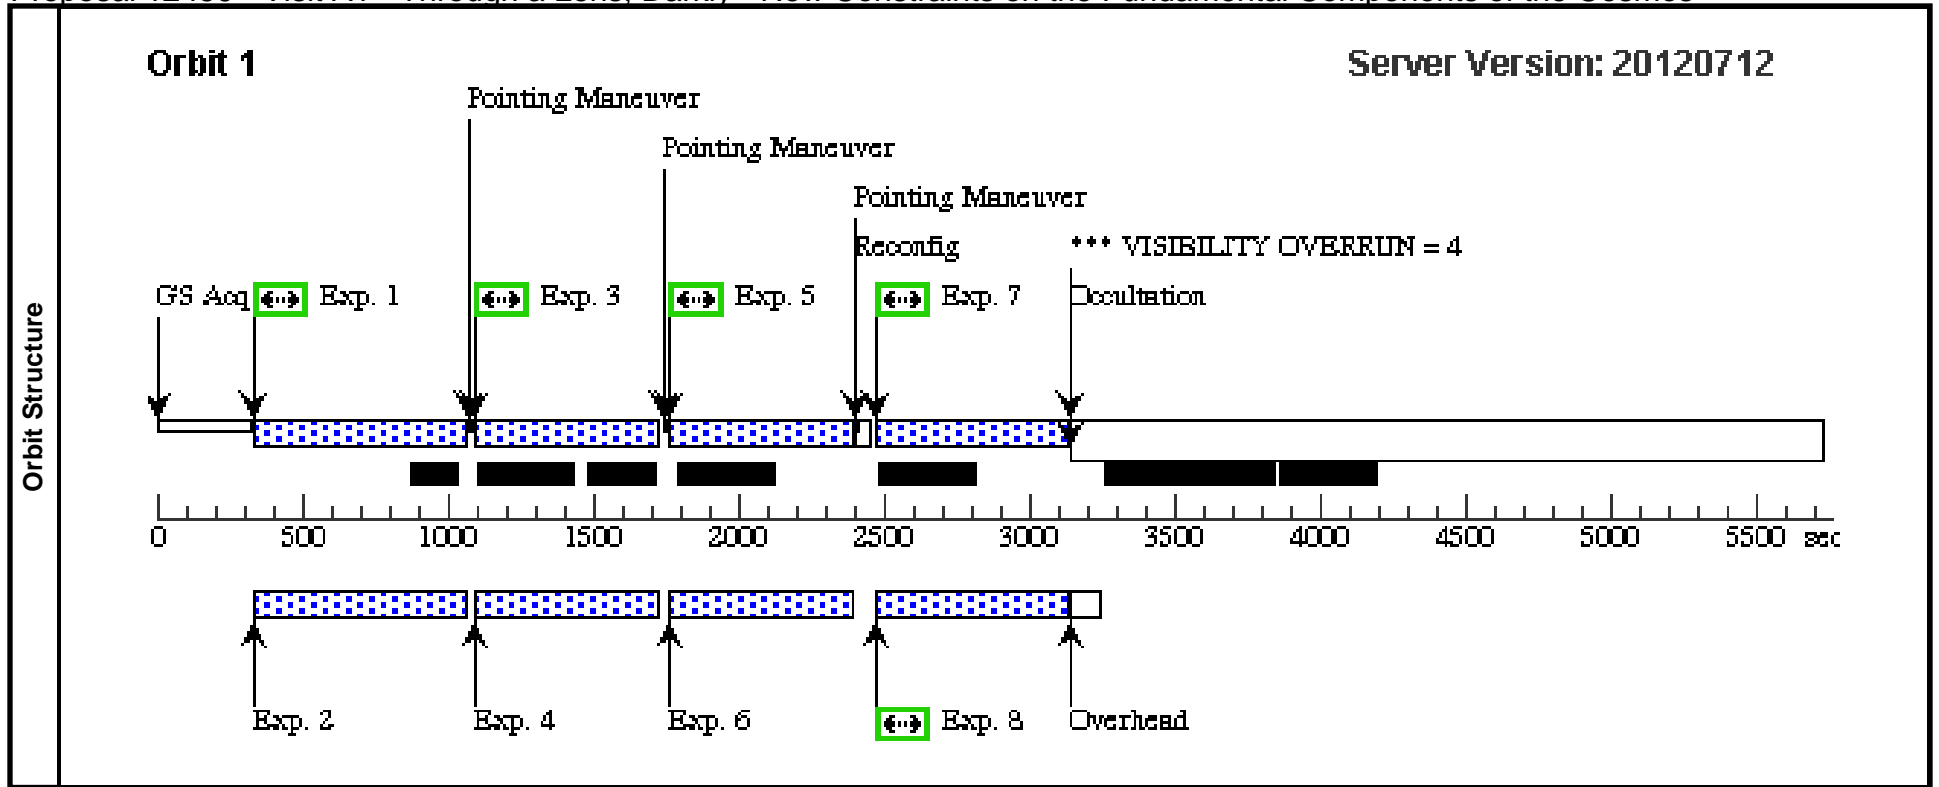 Orbit 1
Server Version: 20120712
Pointing Maneuver
Pointing Maneuver
Pointing Maneuver
Reconfig
*** VISIBILITY OVERRUN = 4
GS Acq
Exp. 1
Exp. 3
Exp. 5
Exp. 7
Occultation
Orbit Structure
0 500 1000 1500 2000 2500 3000 3500 4000 4500 5000 5500 sec
Exp. 2
Exp. 4
Exp. 6
Exp. 8
Overhead